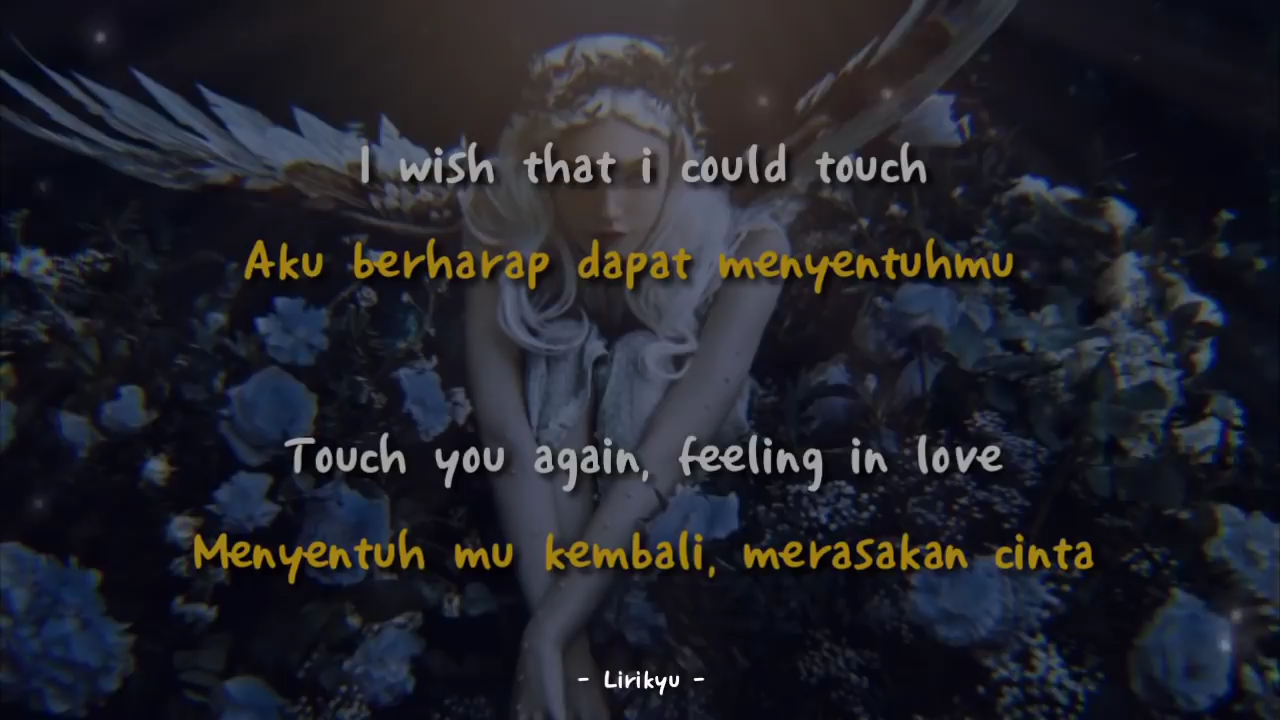 I wish that i could touch
Aku berharap dapat menyentuhmu
Touch you again, feeling in love
Menyentuh mu kembali, merasakan cinta
- Lirikyu -